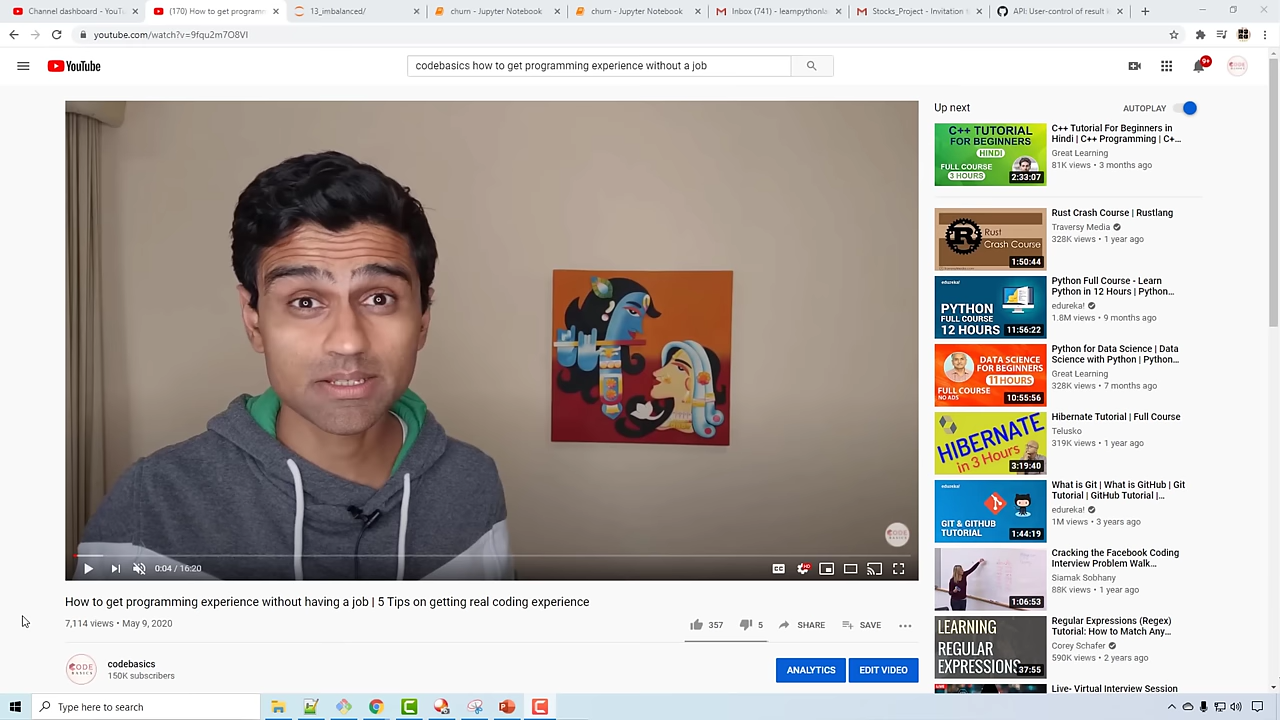 Channel dashboard - YouTu
(170) How to get programm
13_imbalanced/
Churn - Jupyter Notebook
churn - Jupyter Notebook
Inbox (741) - learnpythonla
Stocks_Project - Invitation t
API: User-control of result k
youtube.com/watch?v=9fqu2m7O8VI
YouTube
codebasics how to get programming experience without a job
9+
Up next
AUTOPLAY
C++ TUTORIAL
FOR BEGINNERS
HINDI
FULL COURSE
3 HOURS
2:33:07
C++ Tutorial For Beginners in
Hindi | C++ Programming | C+...
Great Learning
81K views • 3 months ago
Rust
Crash Course
1:50:44
Rust Crash Course | Rustlang
Traversy Media
328K views • 1 year ago
edureka!
PYTHON
FULL COURSE
12 HOURS
11:56:22
Python Full Course - Learn
Python in 12 Hours | Python...
edureka!
1.8M views • 9 months ago
DATA SCIENCE
FOR BEGINNERS
11 HOURS
FULL COURSE
NO ADS
10:55:56
Python for Data Science | Data
Science with Python | Python...
Great Learning
328K views • 7 months ago
HIBERNATE
in 3 Hours
3:19:40
Hibernate Tutorial | Full Course
Telusko
319K views • 1 year ago
edureka!
GIT & GITHUB
TUTORIAL
1:44:19
What is Git | What is GitHub | Git
Tutorial | GitHub Tutorial |...
edureka!
1M views • 3 years ago
1:06:53
Cracking the Facebook Coding
Interview Problem Walk...
Siamak Sobhany
88K views • 1 year ago
LEARNING
REGULAR
EXPRESSIONS
37:55
Regular Expressions (Regex)
Tutorial: How to Match Any...
Corey Schafer
590K views • 2 years ago
Live- Virtual Interview Session
CODE
BASICS
0:04 / 16:20
CC
HD
How to get programming experience without having a job | 5 Tips on getting real coding experience
7,114 views • May 9, 2020
357
5
SHARE
SAVE
CODE
BASICS
codebasics
150K subscribers
ANALYTICS
EDIT VIDEO
Type here to search